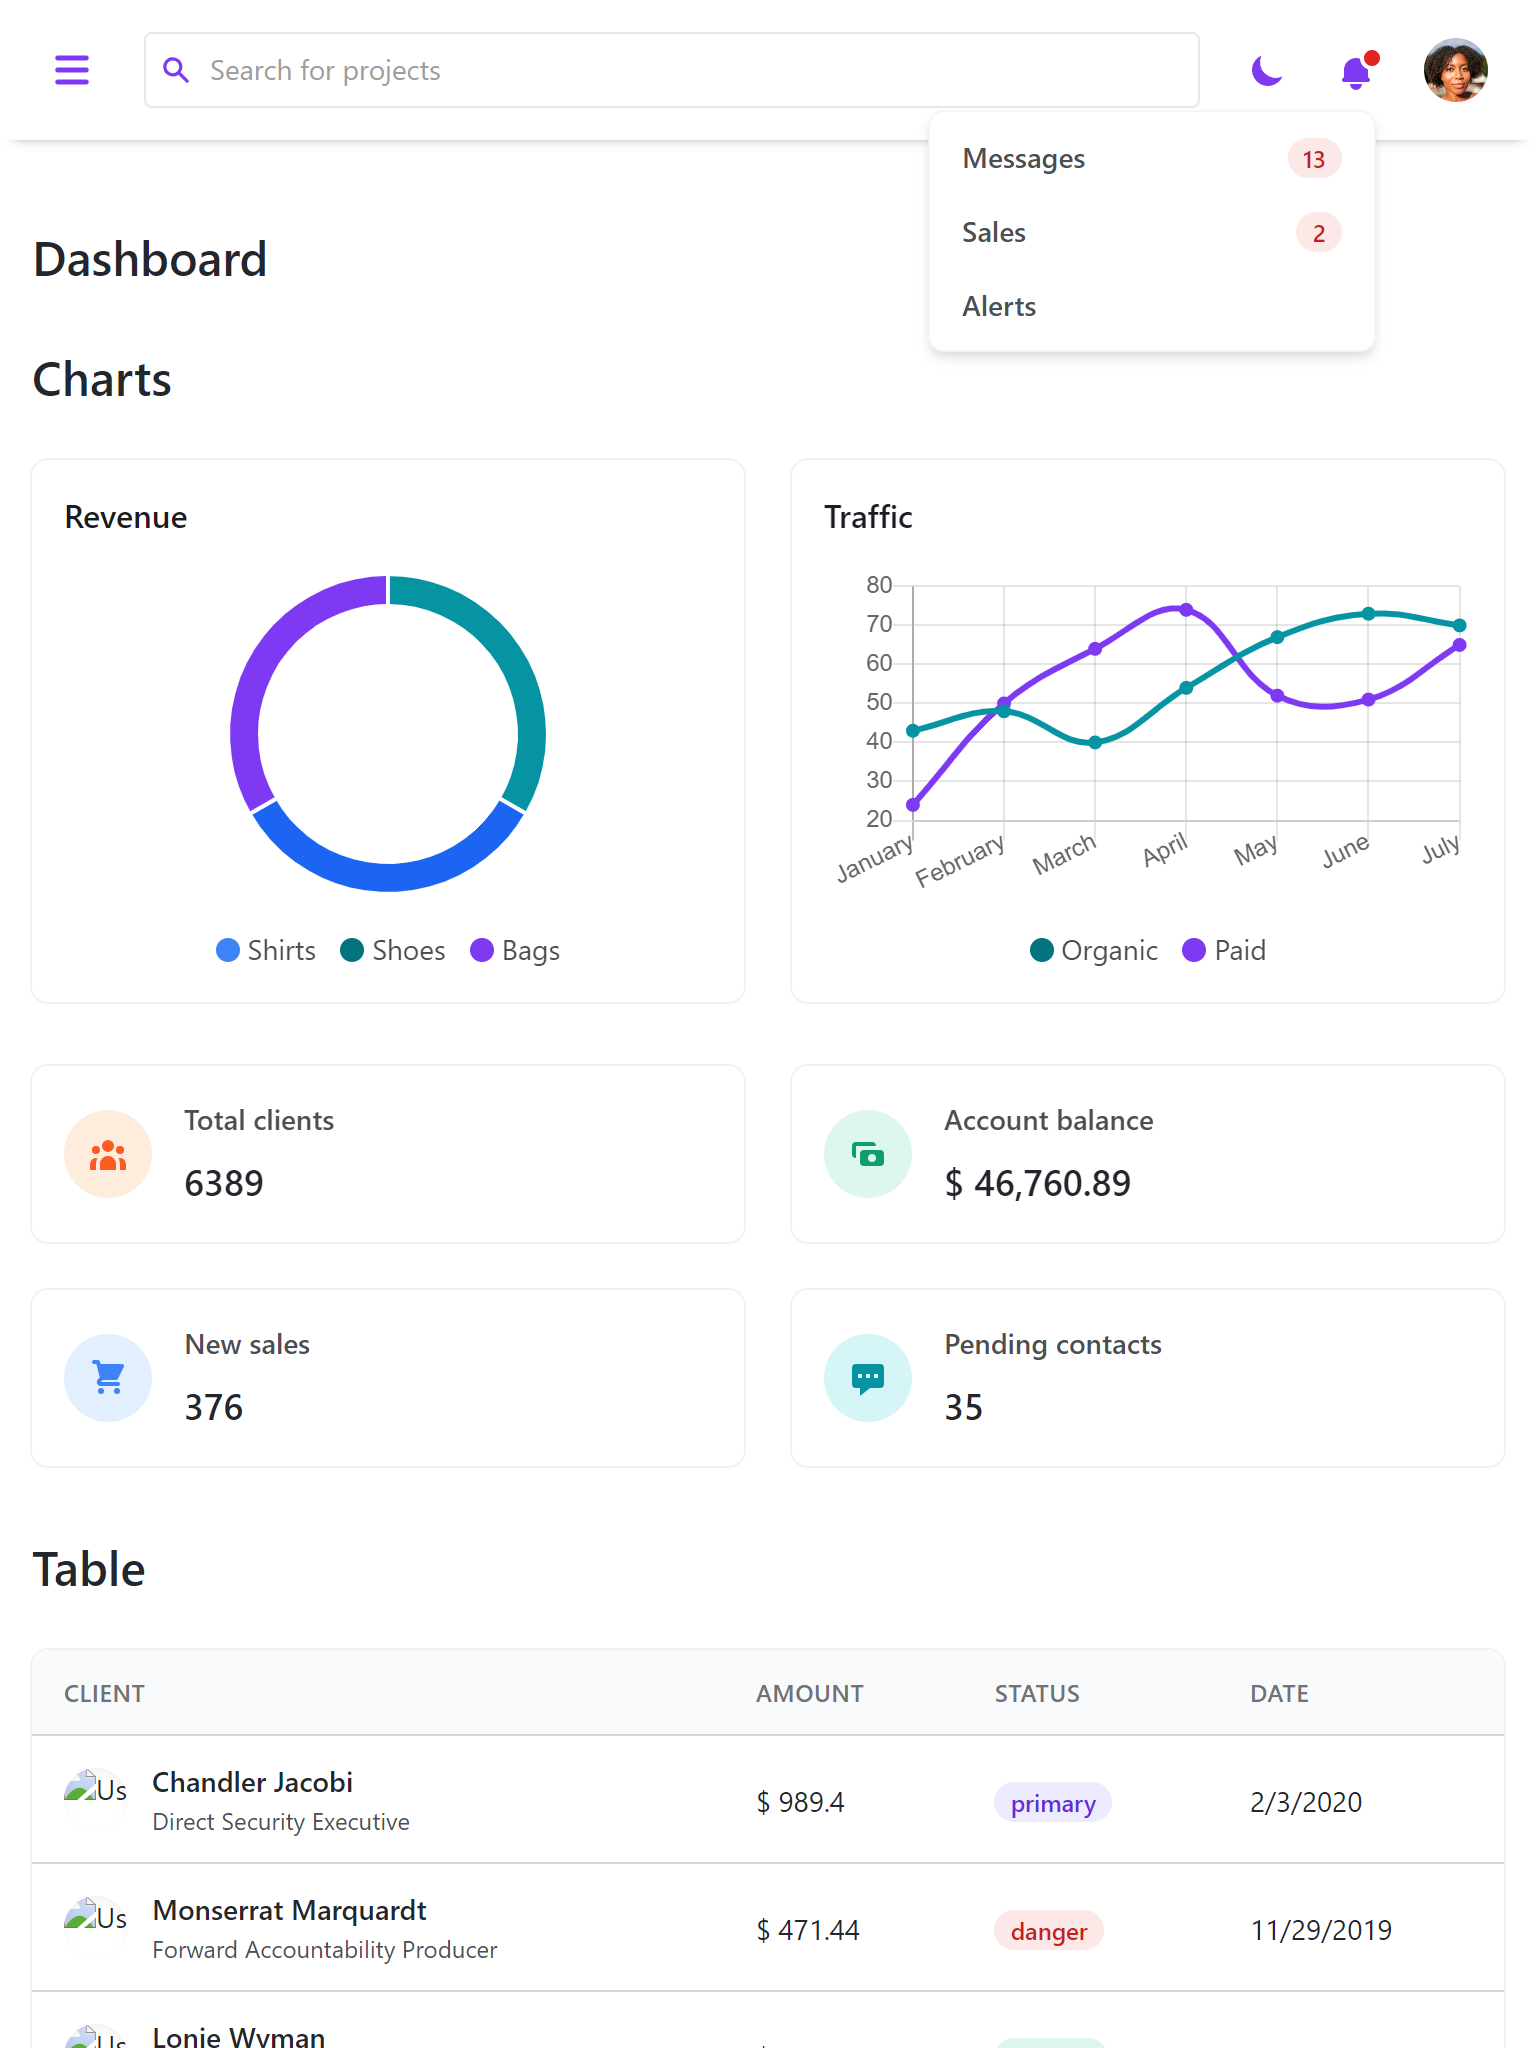 Search for projects
Messages 13
Sales 2
Alerts
Dashboard
Charts
Revenue
Shirts Shoes Bags
Traffic
80
70
60
50
40
30
20
January February March April May June July
Organic Paid
Total clients
6389
Account balance
$ 46,760.89
New sales
376
Pending contacts
35
Table
CLIENT AMOUNT STATUS DATE
Us Chandler Jacobi
Direct Security Executive
$ 989.4 primary 2/3/2020
Us Monserrat Marquardt
Forward Accountability Producer
$ 471.44 danger 11/29/2019
Us Lonie Wyman